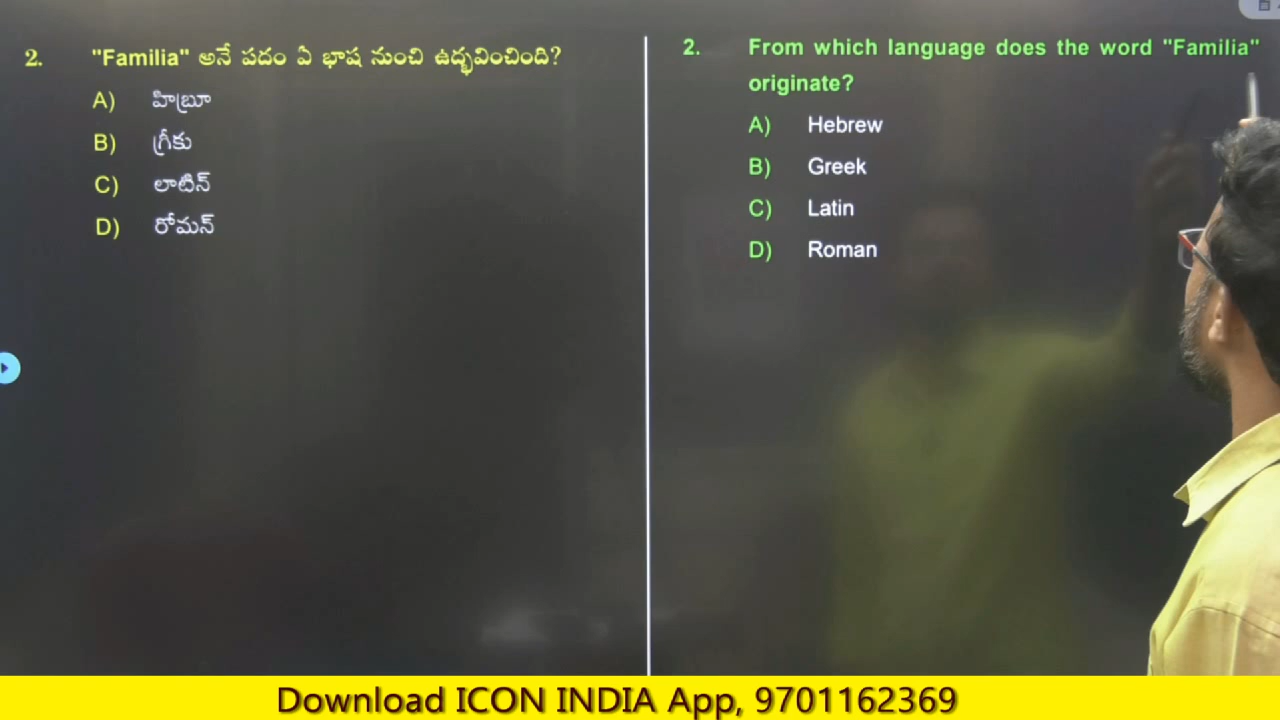 2. "Familia" అనే పదం ఏ భాష నుంచి ఉద్భవించింది?
A) హిబ్రూ
B) గ్రీకు
C) లాటిన్
D) రోమన్
2. From which language does the word "Familia"
originate?
A) Hebrew
B) Greek
C) Latin
D) Roman
Download ICON INDIA App, 9701162369